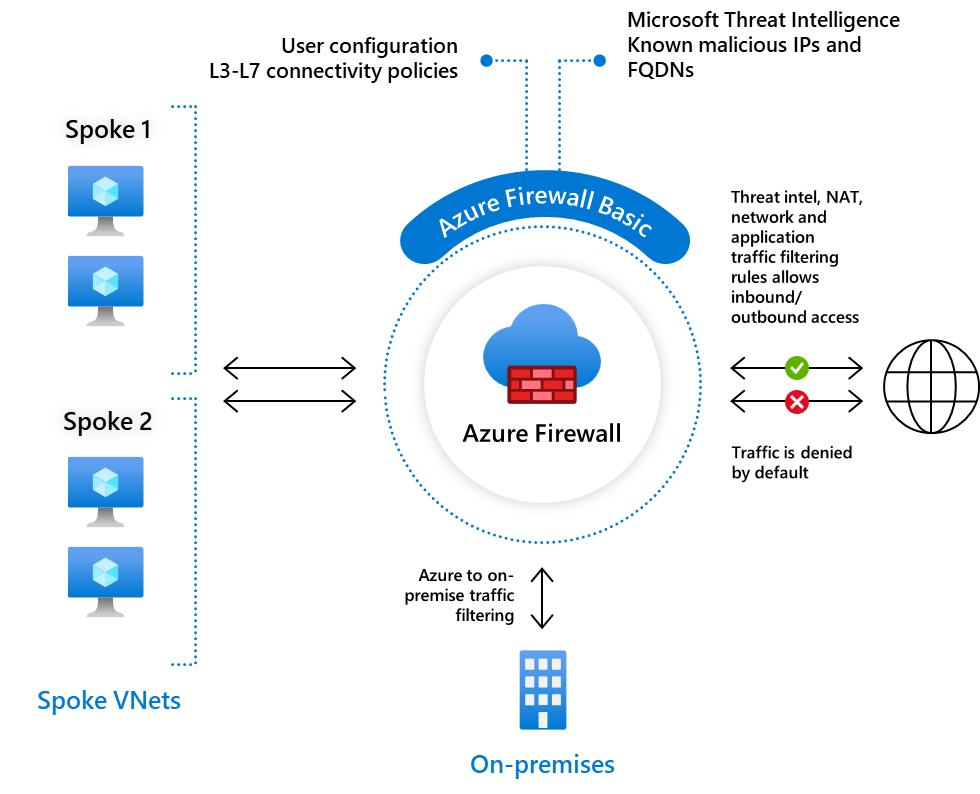 User configuration
L3-L7 connectivity policies
Microsoft Threat Intelligence
Known malicious IPs and
FQDNs
Spoke 1
Azure Firewall Basic
Threat intel, NAT,
network and
application
traffic filtering
rules allows
inbound/
outbound access
Spoke 2
Azure Firewall
Traffic is denied
by default
Azure to on-
premise traffic
filtering
Spoke VNets
On-premises